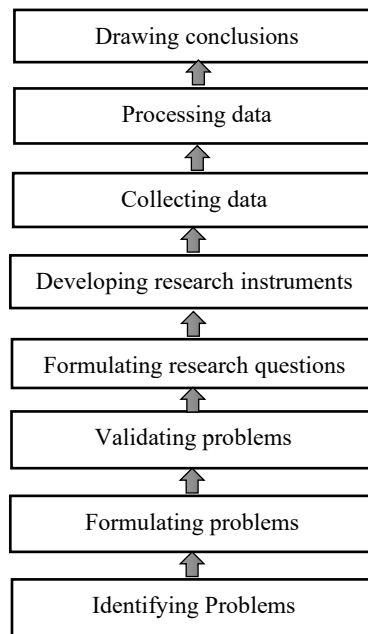 Drawing conclusions
Processing data
Collecting data
Developing research instruments
Formulating research questions
Validating problems
Formulating problems
Identifying Problems